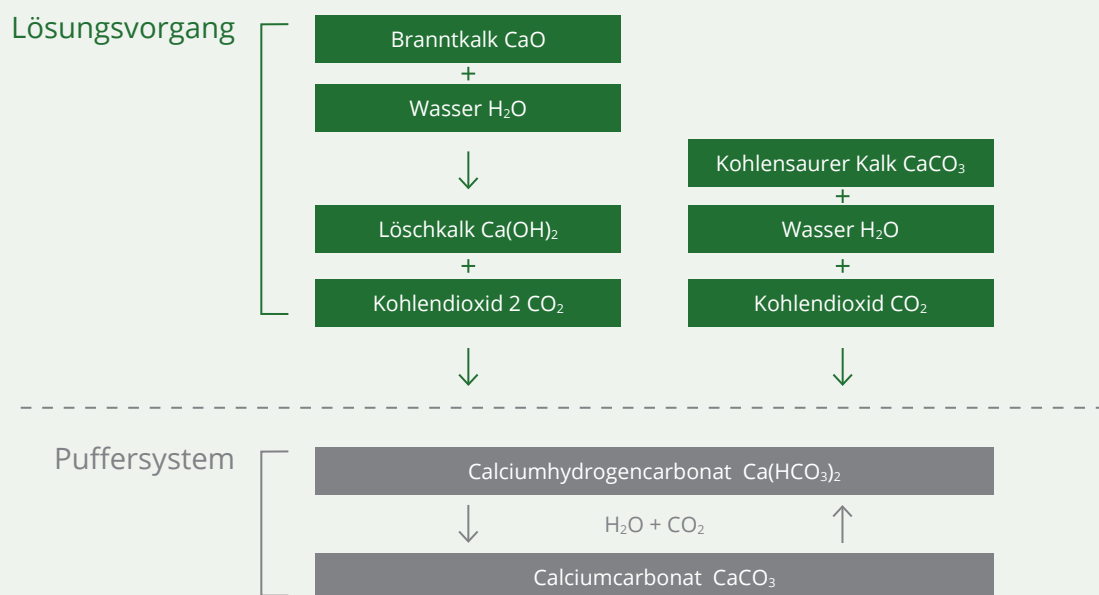 Lösungsvorgang
Branntkalk CaO
+
Wasser H₂O
Löschkalk Ca(OH)₂
+
Kohlendioxid 2 CO₂
Kohlensaurer Kalk CaCO₃
+
Wasser H₂O
+
Kohlendioxid CO₂
Puffersystem
Calciumhydrogencarbonat Ca(HCO₃)₂
H₂O + CO₂
Calciumcarbonat CaCO₃